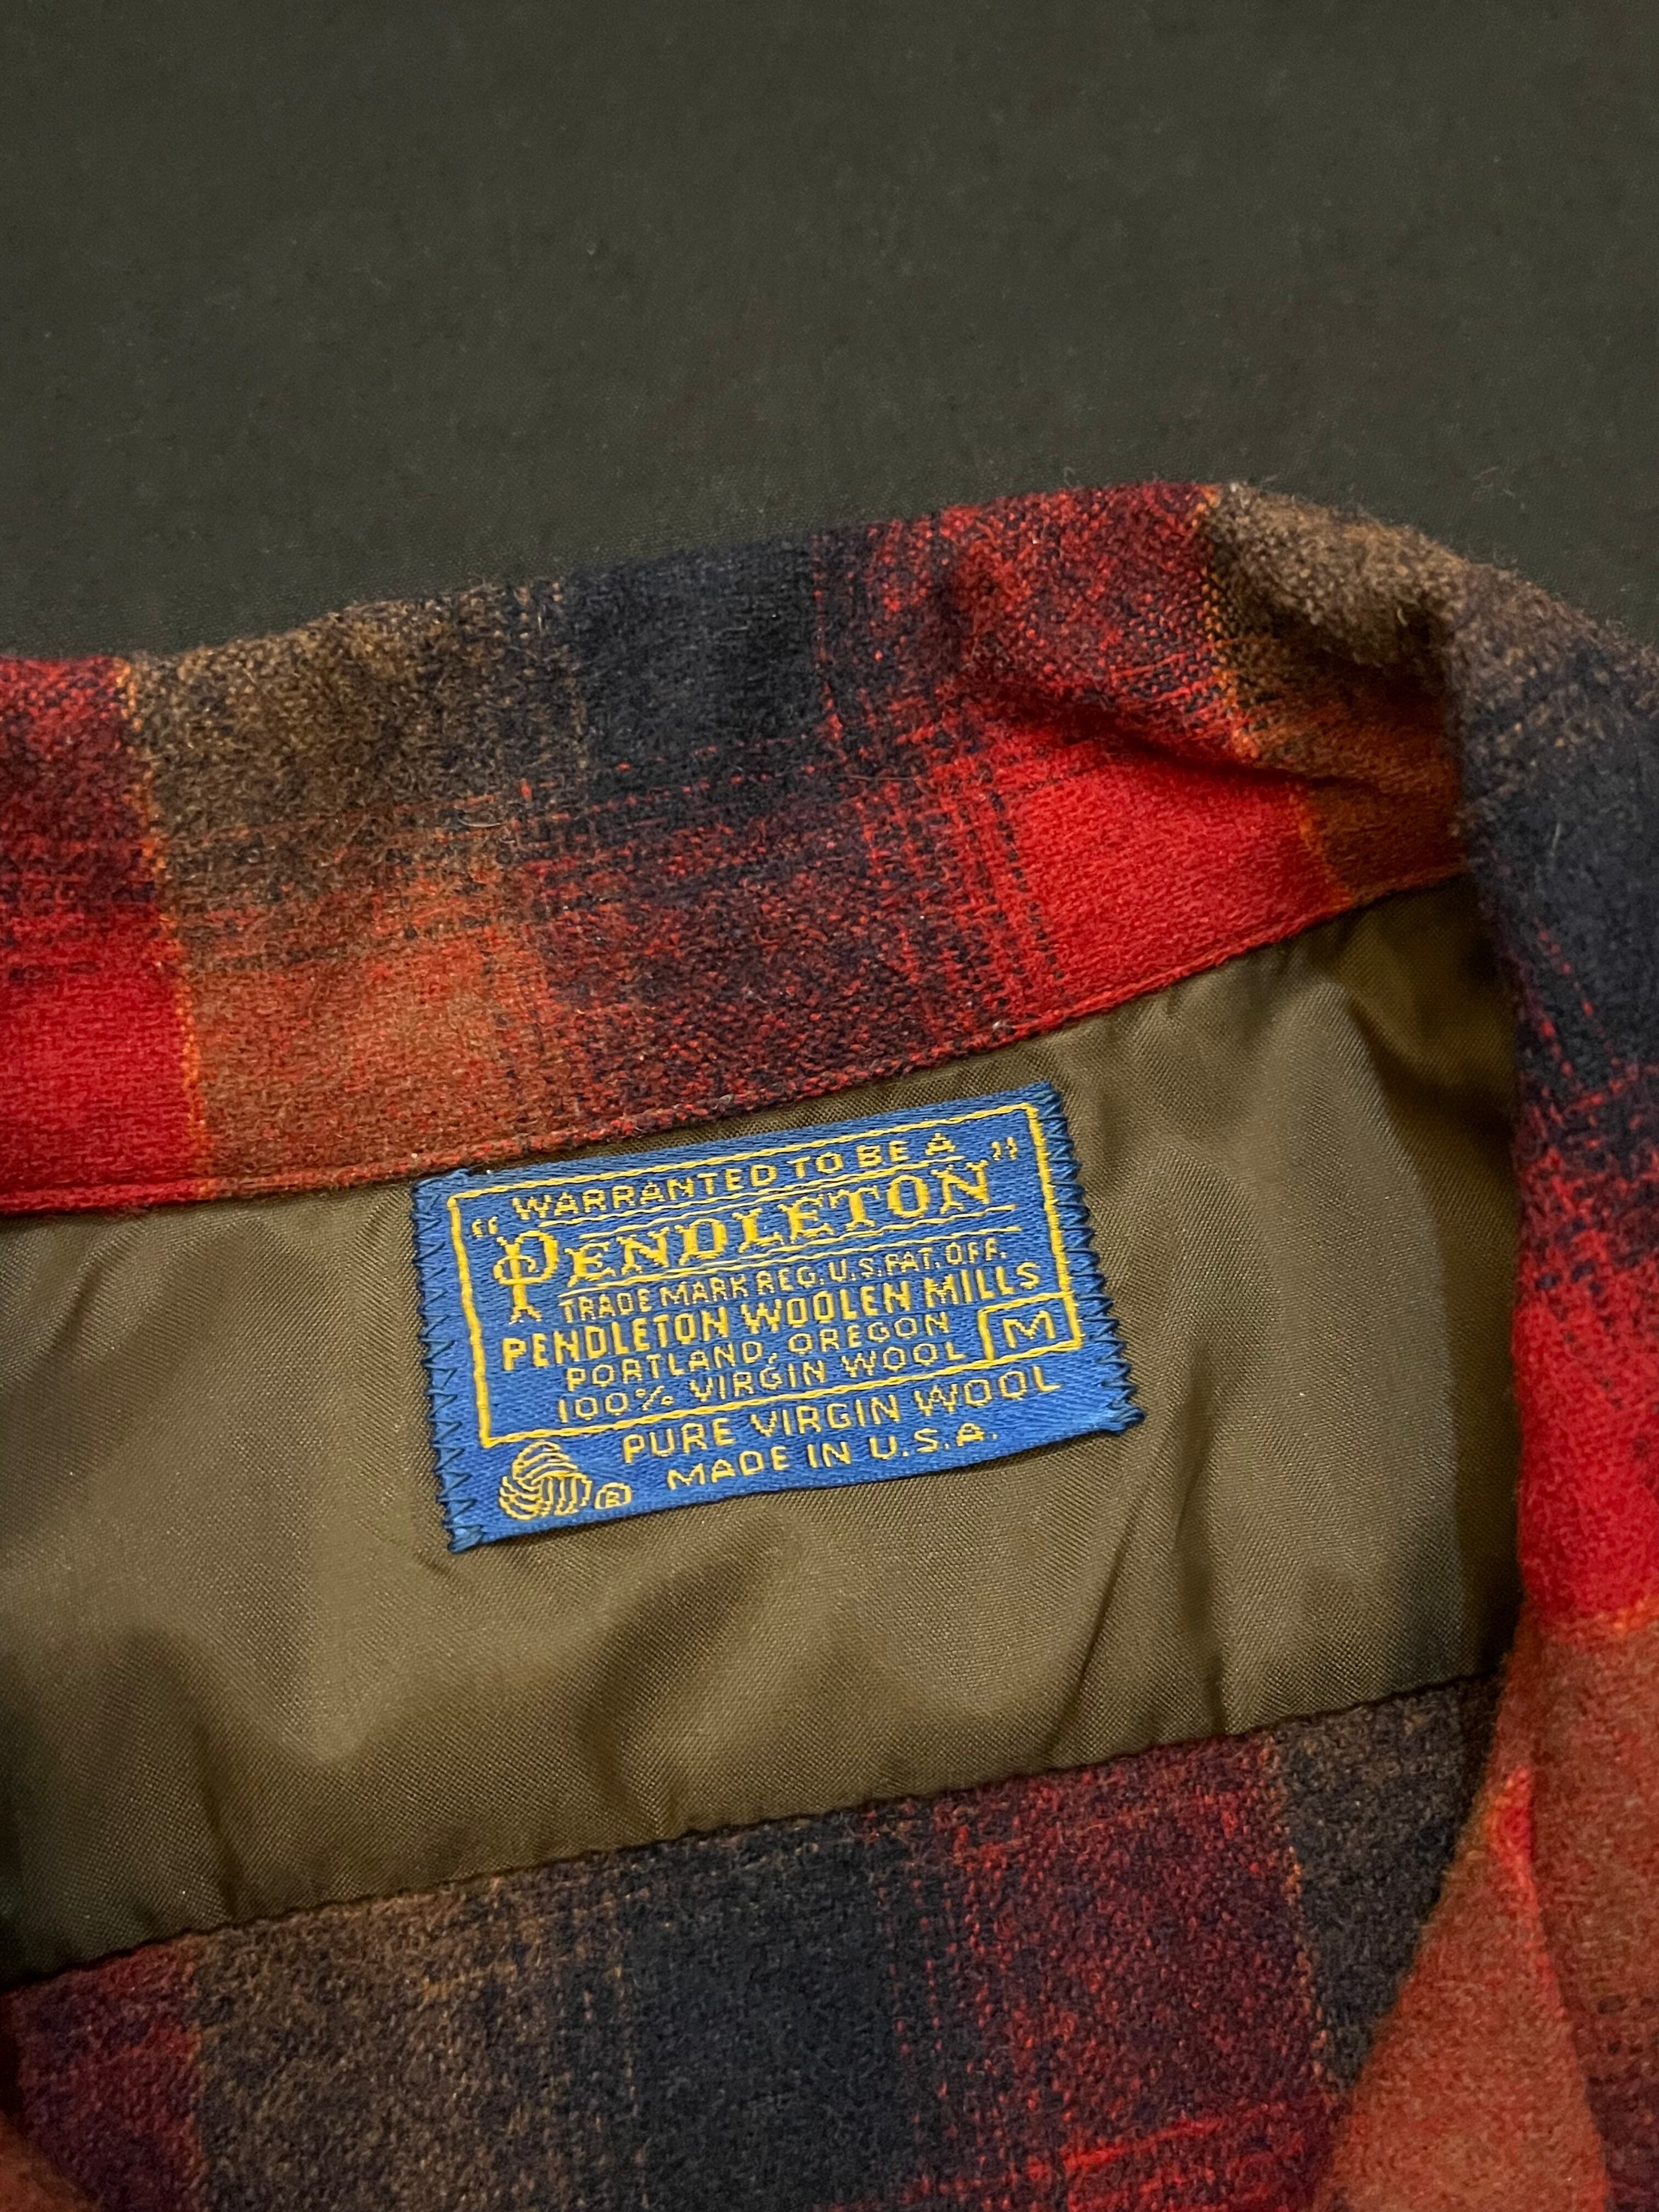 "WARRANTED TO BE A
PENDLETON"
TRADE MARK REG. U.S. PAT. OFF.
PENDLETON WOOLEN MILLS
PORTLAND, OREGON
100% VIRGIN WOOL M
PURE VIRGIN WOOL
® MADE IN U.S.A.